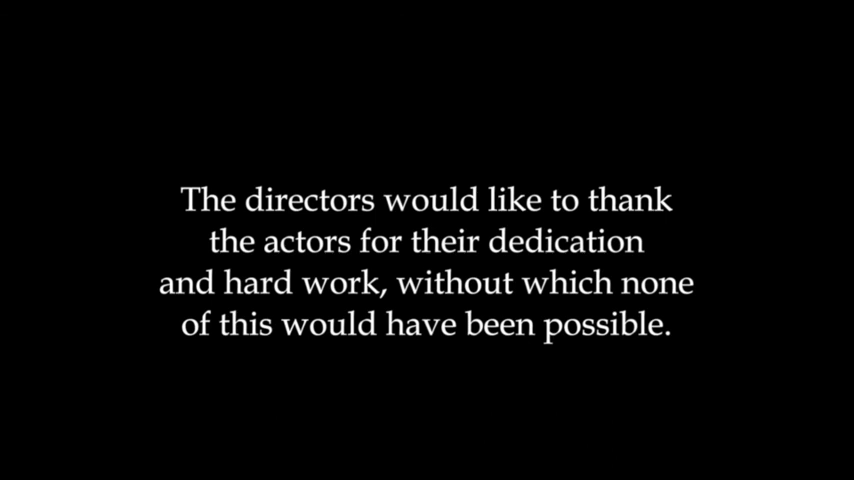 The directors would like to thank
the actors for their dedication
and hard work, without which none
of this would have been possible.